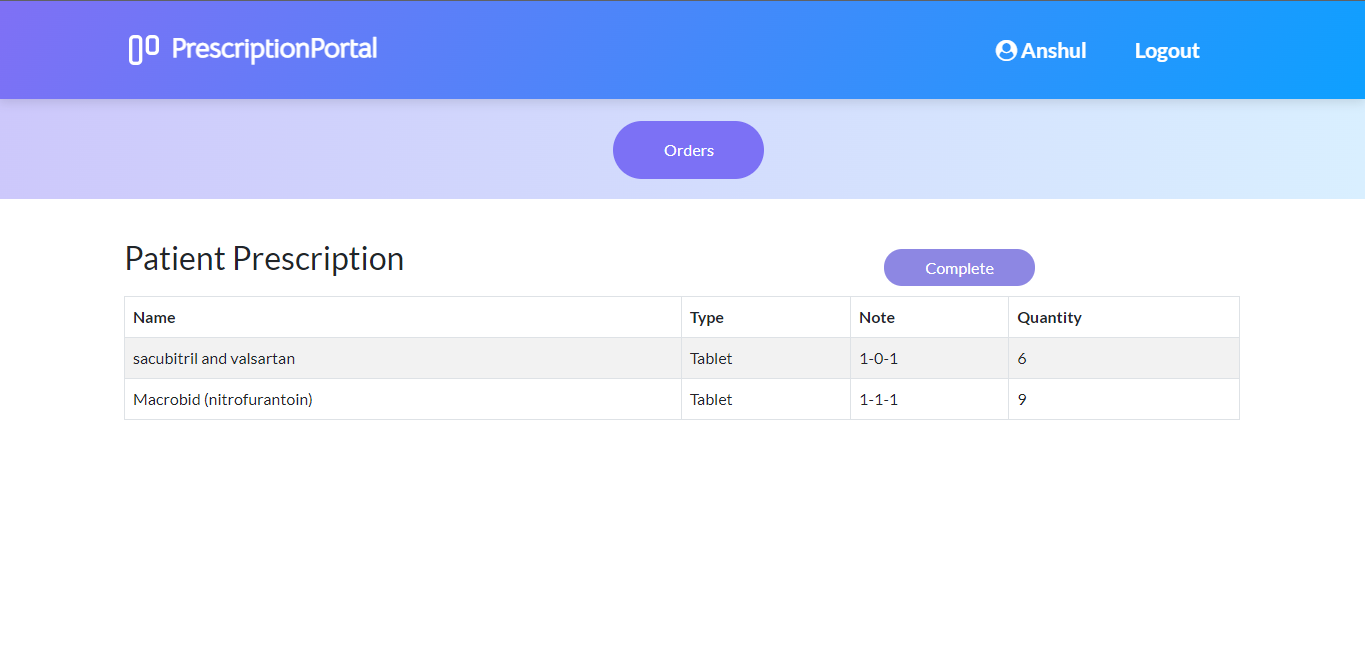 PrescriptionPortal Anshul Logout
Orders
Patient Prescription Complete
Name Type Note Quantity
sacubitril and valsartan Tablet 1-0-1 6
Macrobid (nitrofurantoin) Tablet 1-1-1 9